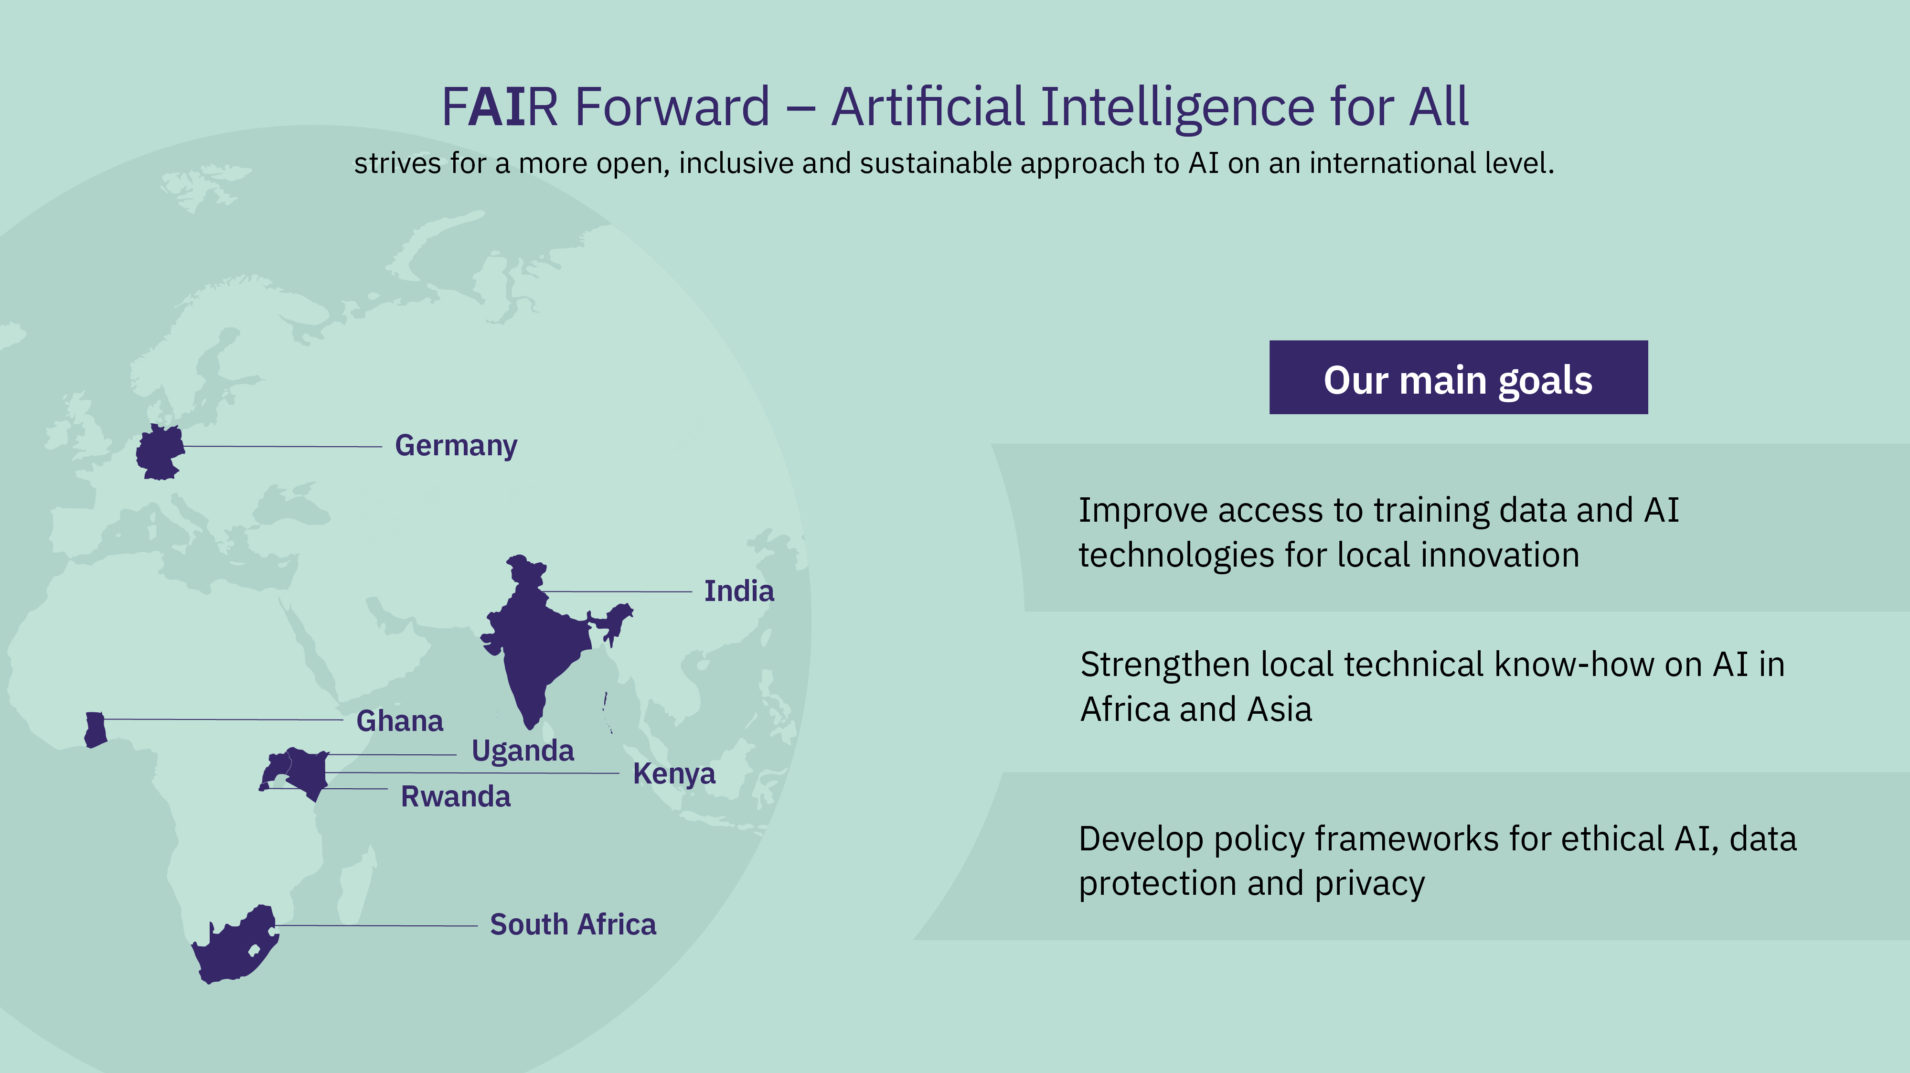 FAIR Forward – Artificial Intelligence for All
strives for a more open, inclusive and sustainable approach to AI on an international level.
Our main goals
Germany
Improve access to training data and AI
technologies for local innovation
India
Strengthen local technical know-how on AI in
Africa and Asia
Ghana
Uganda
Kenya
Rwanda
Develop policy frameworks for ethical AI, data
protection and privacy
South Africa